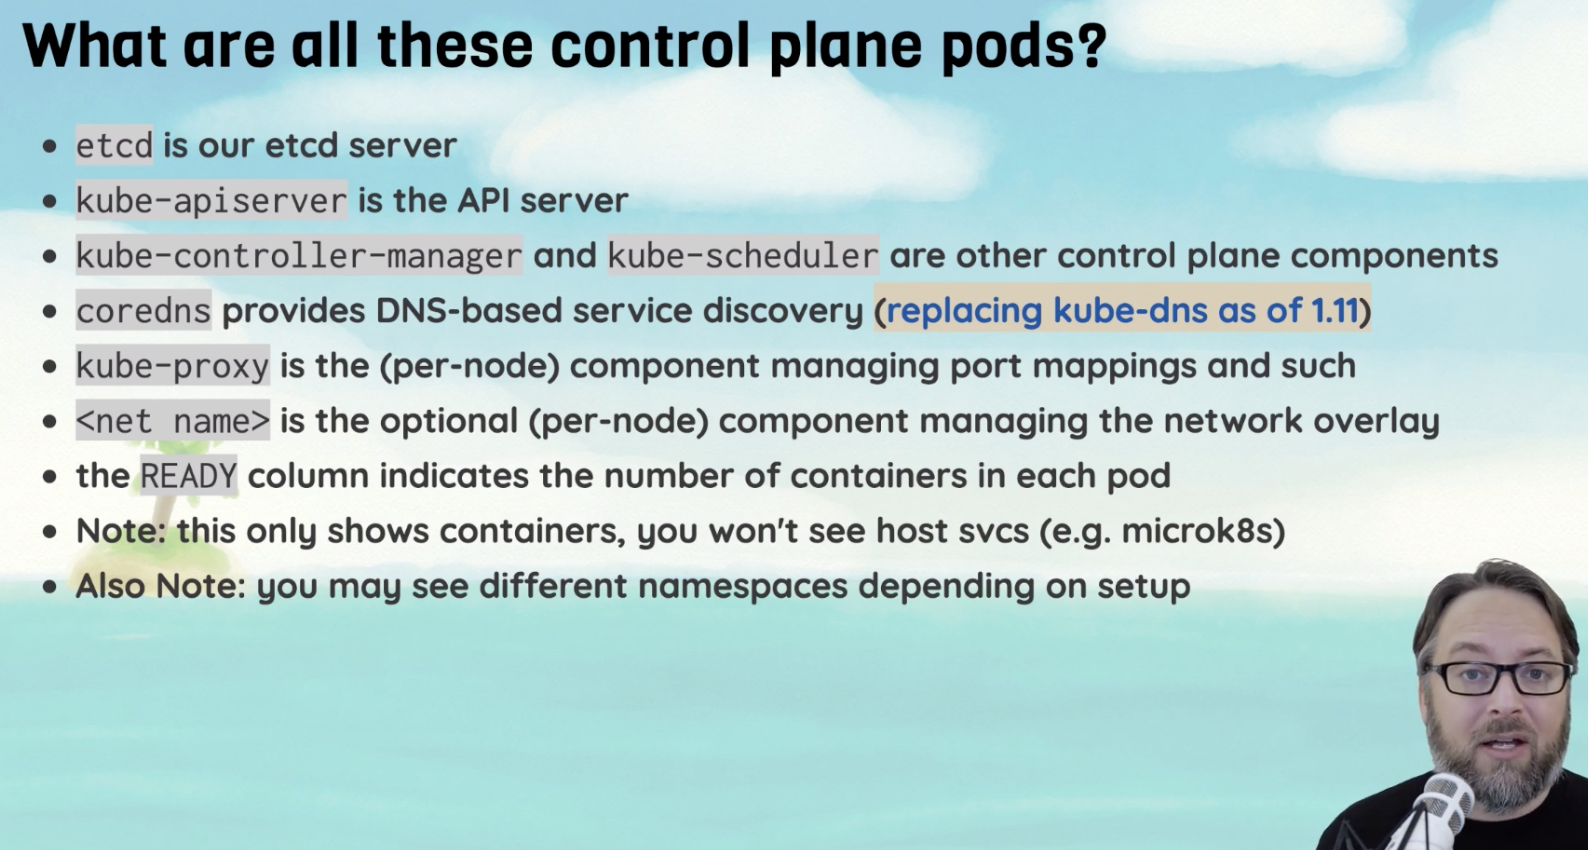 What are all these control plane pods?
etcd is our etcd server
kube-apiserver is the API server
kube-controller-manager and kube-scheduler are other control plane components
coredns provides DNS-based service discovery (replacing kube-dns as of 1.11)
kube-proxy is the (per-node) component managing port mappings and such
<net name> is the optional (per-node) component managing the network overlay
the READY column indicates the number of containers in each pod
Note: this only shows containers, you won't see host svcs (e.g. microk8s)
Also Note: you may see different namespaces depending on setup